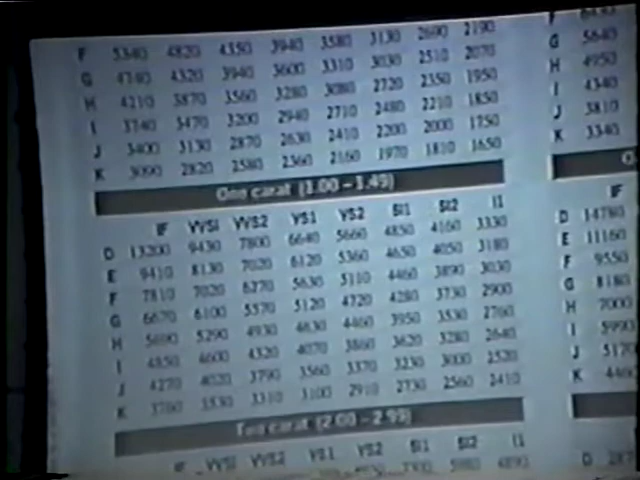 F 5340 4820 4350 3940 3580 3130 2690 2190
G 4740 4320 3940 3600 3310 3030 2510 2070
H 4210 3870 3560 3280 3080 2720 2350 1950
I 3740 3470 3200 2940 2710 2480 2210 1850
J 3400 3130 2870 2630 2410 2200 2000 1750
K 3090 2820 2580 2360 2160 1970 1810 1650
One carat (1.00 – 1.49)
IF VVSI VVS2 VS1 VS2 SI1 SI2 I1
D 13200 9430 7800 6640 5660 4850 4160 3330
E 9410 8130 7020 6120 5360 4650 4050 3180
F 7810 7020 6270 5630 5110 4460 3890 3030
G 6670 6100 5570 5120 4720 4280 3730 2900
H 5690 5290 4930 4630 4460 3950 3530 2760
I 4850 4600 4320 4070 3860 3620 3280 2640
J 4270 4020 3790 3560 3370 3230 3000 2520
K 3760 3530 3310 3100 2910 2730 2560 2410
Two carat (2.00 – 2.99)
IF VVSI VVS2 VS1 VS2 SI1 SI2 I1
F
G 5640
H 4950
I 4340
J 3810
K 3340
IF
D 14780
E 11160
F 9550
G 8180
H 7000
I 5990
J
K
D